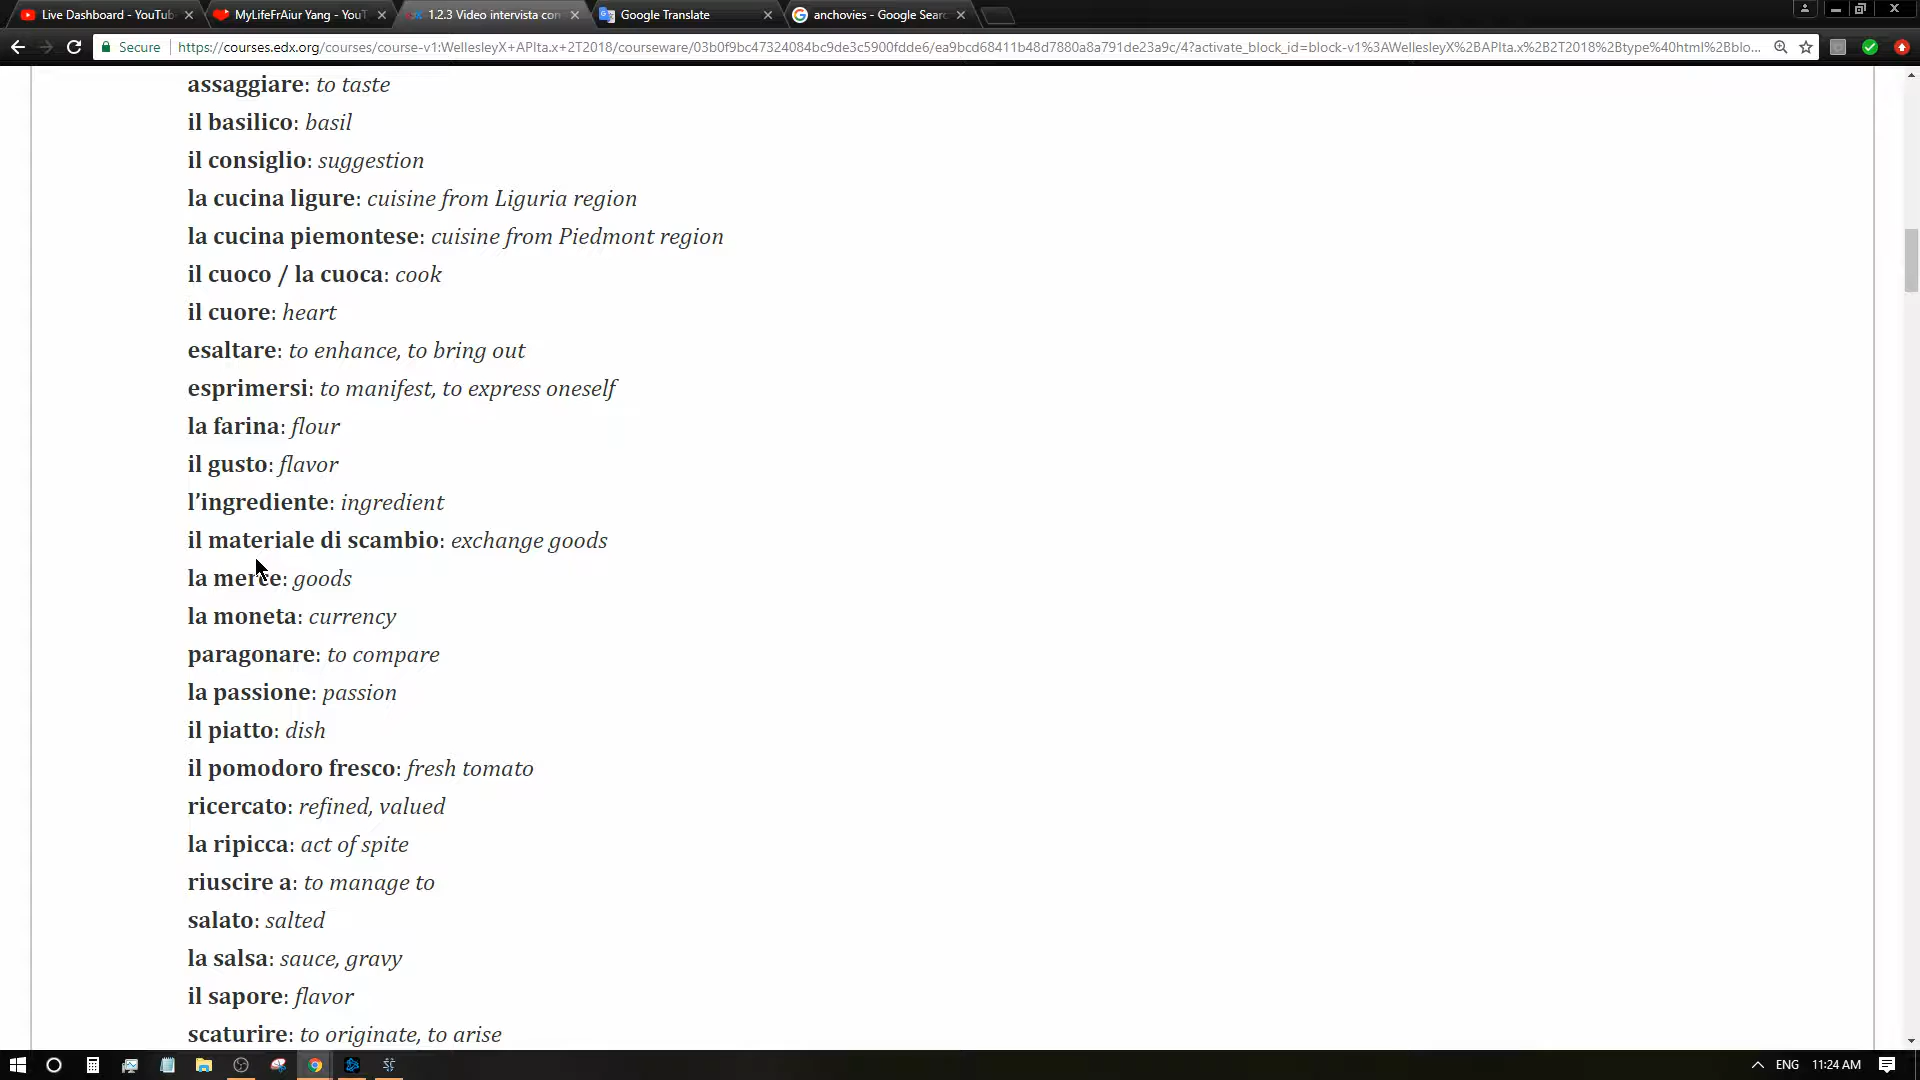 Live Dashboard - YouTub
MyLifeFrAiur Yang - YouT
1.2.3 Video intervista con
Google Translate
anchovies - Google Sear
Secure
https://courses.edx.org/courses/course-v1:WellesleyX+APIta.x+2T2018/courseware/03b0f9bc47324084bc9de3c5900fdde6/ea9bcd68411b48d7880a8a791de23a9c/4?activate_block_id=block-v1%3AWellesleyX%2BAPIta.x%2B2T2018%2Btype%40html%2Bblo...
assaggiare: to taste
il basilico: basil
il consiglio: suggestion
la cucina ligure: cuisine from Liguria region
la cucina piemontese: cuisine from Piedmont region
il cuoco / la cuoca: cook
il cuore: heart
esaltare: to enhance, to bring out
esprimersi: to manifest, to express oneself
la farina: flour
il gusto: flavor
l’ingrediente: ingredient
il materiale di scambio: exchange goods
la merce: goods
la moneta: currency
paragonare: to compare
la passione: passion
il piatto: dish
il pomodoro fresco: fresh tomato
ricercato: refined, valued
la ripicca: act of spite
riuscire a: to manage to
salato: salted
la salsa: sauce, gravy
il sapore: flavor
scaturire: to originate, to arise
ENG
11:24 AM